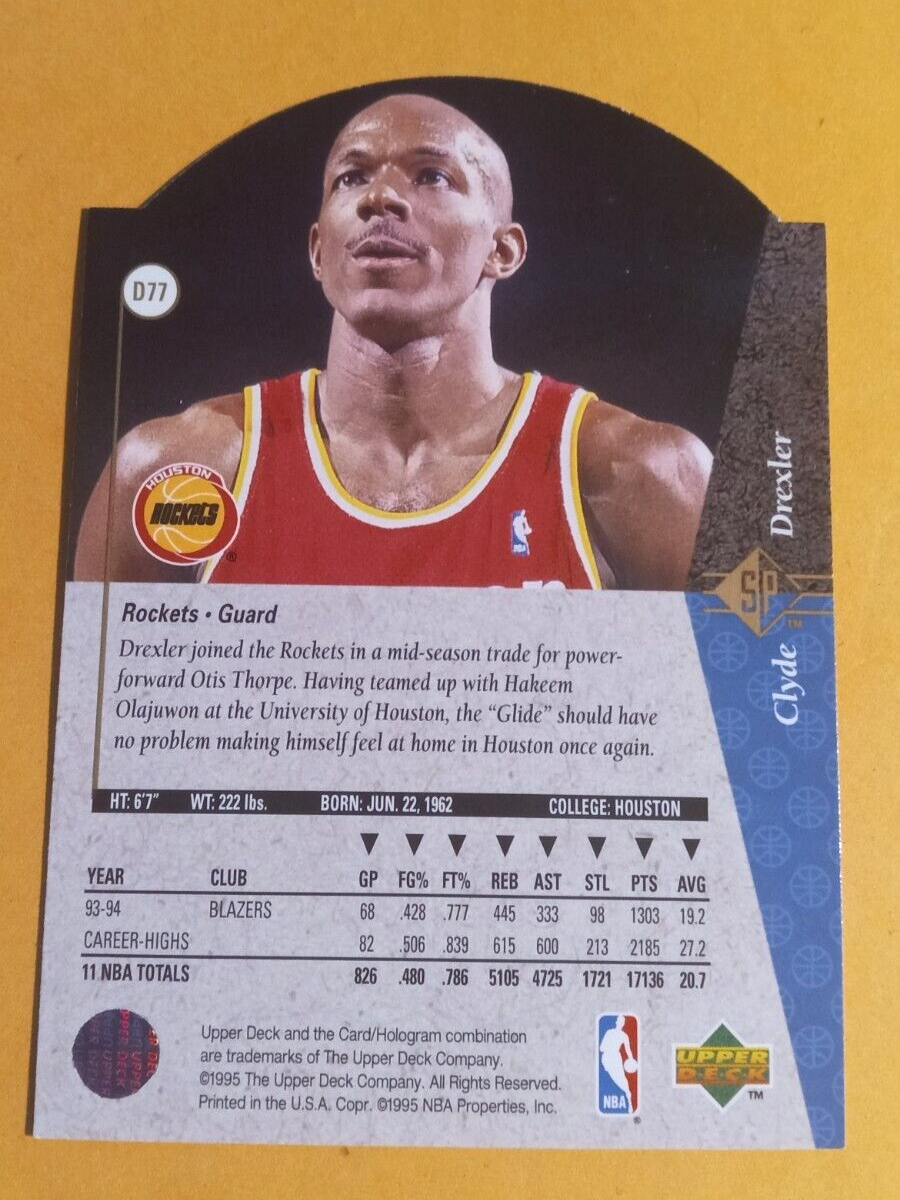 D77
HOUSTON
ROCKETS
®
NBA
Clyde Drexler
SP
TM
Rockets • Guard
Drexler joined the Rockets in a mid-season trade for power-
forward Otis Thorpe. Having teamed up with Hakeem
Olajuwon at the University of Houston, the “Glide” should have
no problem making himself feel at home in Houston once again.
HT: 6'7" WT: 222 lbs. BORN: JUN. 22, 1962 COLLEGE: HOUSTON
YEAR CLUB GP FG% FT% REB AST STL PTS AVG
93-94 BLAZERS 68 .428 .777 445 333 98 1303 19.2
CAREER-HIGHS 82 .506 .839 615 600 213 2185 27.2
11 NBA TOTALS 826 .480 .786 5105 4725 1721 17136 20.7
Upper Deck and the Card/Hologram combination
are trademarks of The Upper Deck Company.
©1995 The Upper Deck Company. All Rights Reserved.
Printed in the U.S.A. Copr. ©1995 NBA Properties, Inc.
NBA
®
UPPER
DECK
TM